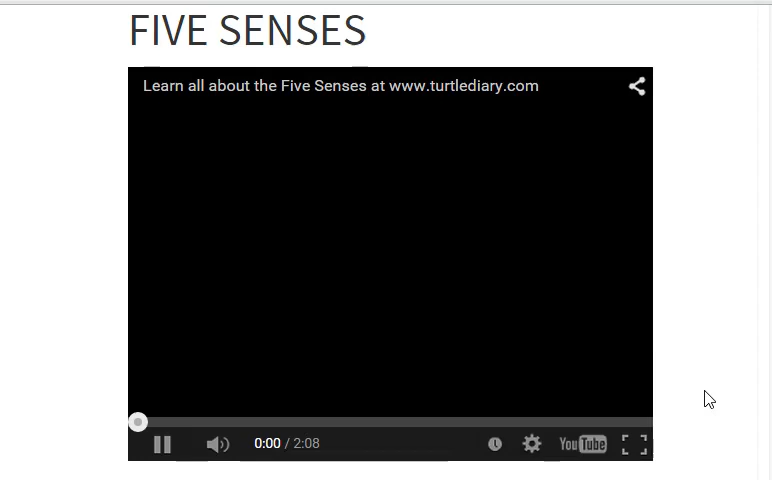 FIVE SENSES
Learn all about the Five Senses at www.turtlediary.com
0:00 / 2:08
YouTube